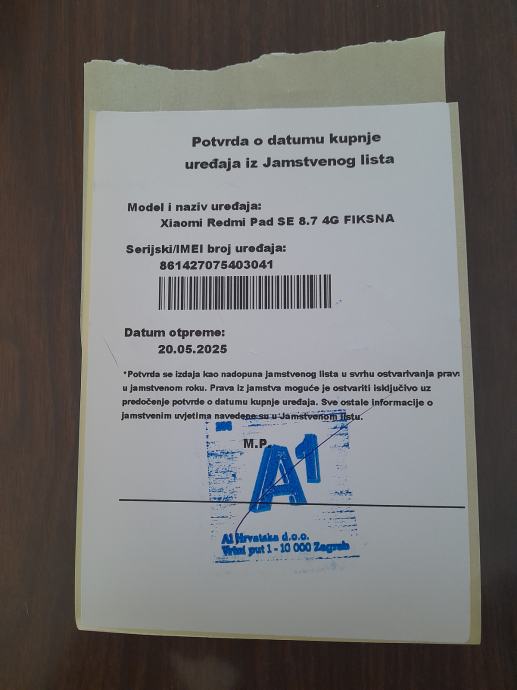 Potvrda o datumu kupnje
uređaja iz Jamstvenog lista
Model i naziv uređaja:
Xiaomi Redmi Pad SE 8.7 4G FIKSNA
Serijski/IMEI broj uređaja:
861427075403041
Datum otpreme:
20.05.2025
*Potvrda se izdaja kao nadopuna jamstvenog lista u svrhu ostvarivanja prava
u jamstvenom roku. Prava iz jamstva moguće je ostvariti isključivo uz
predočenje potvrde o datumu kupnje uređaja. Sve ostale informacije o
jamstvenim uvjetima navedene su u Jamstvenom listu.
M.P.
A1
A1 Hrvatska d.o.o.
Vrtni put 1 - 10 000 Zagreb